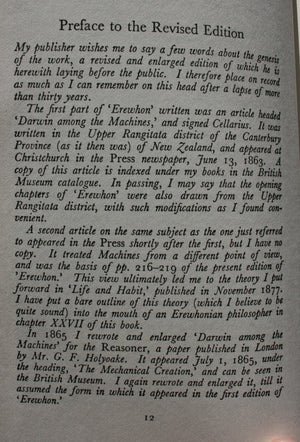 Preface to the Revised Edition
My publisher wishes me to say a few words about the genesis
of the work, a revised and enlarged edition of which he is
herewith laying before the public. I therefore place on record
as much as I can remember on this head after a lapse of more
than thirty years.
The first part of 'Erewhon' written was an article headed
'Darwin among the Machines,' and signed Cellarius. It was
written in the Upper Rangitata district of the Canterbury
Province (as it then was) of New Zealand, and appeared at
Christchurch in the Press newspaper, June 13, 1863. A
copy of this article is indexed under my books in the British
Museum catalogue. In passing, I may say that the opening
chapters of 'Erewhon' were also drawn from the Upper
Rangitata district, with such modifications as I found con-
venient.
A second article on the same subject as the one just referred
to appeared in the Press shortly after the first, but I have no
copy. It treated Machines from a different point of view,
and was the basis of pp. 216-219 of the present edition of
'Erewhon.' This view ultimately led me to the theory I put
forward in 'Life and Habit,' published in November 1877.
I have put a bare outline of this theory (which I believe to be
quite sound) into the mouth of an Erewhonian philosopher in
chapter XXVII of this book.
In 1865 I rewrote and enlarged 'Darwin among the
Machines' for the Reasoner, a paper published in London
by Mr. G. F. Holyoake. It appeared July 1, 1865, under
the heading, 'The Mechanical Creation,' and can be seen in
the British Museum. I again rewrote and enlarged it, till it
assumed the form in which it appeared in the first edition of
'Erewhon.'
12